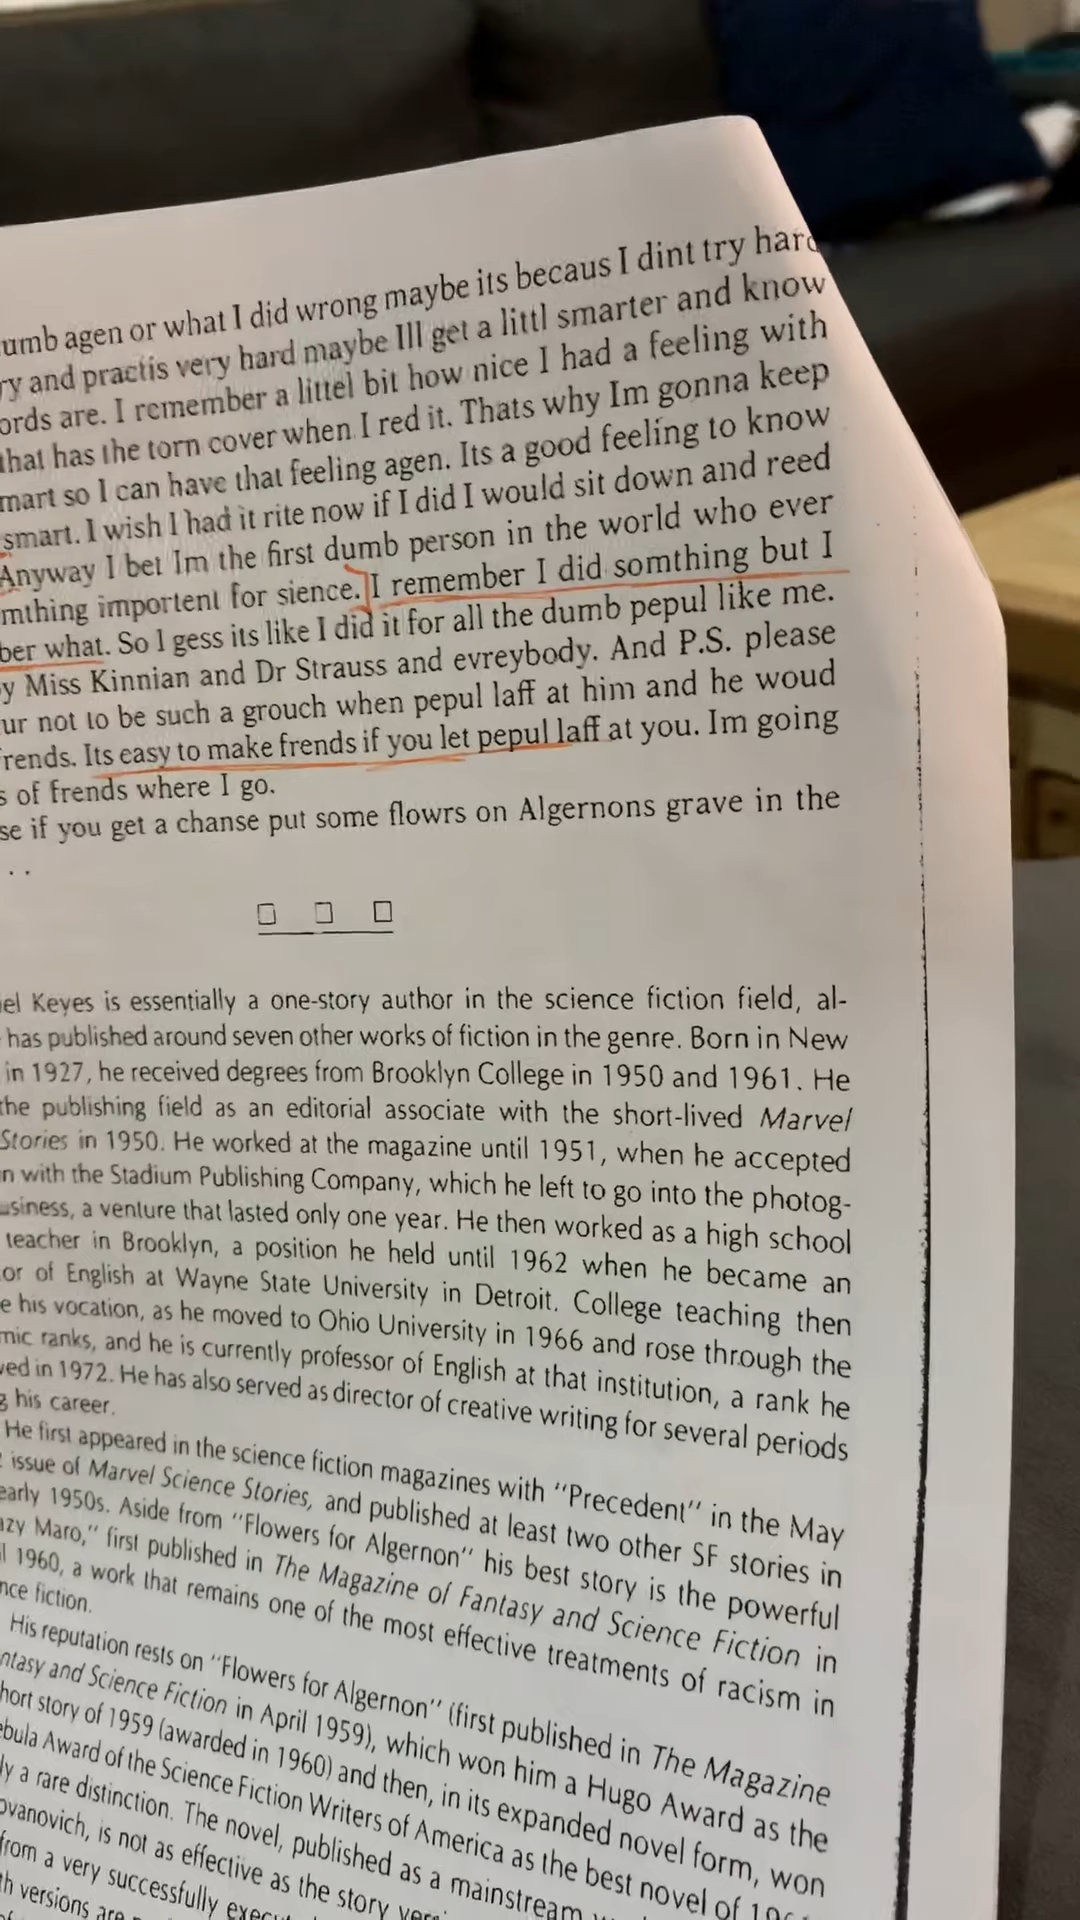 umb agen or what I did wrong maybe its becaus I dint try hard
ry and practis very hard maybe Ill get a littl smarter and know
ords are. I remember a littel bit how nice I had a feeling with
that has the torn cover when I red it. Thats why Im gonna keep
mart so I can have that feeling agen. Its a good feeling to know
smart. I wish I had it rite now if I did I would sit down and reed
Anyway I bet Im the first dumb person in the world who ever
mthing importent for sience. I remember I did somthing but I
ber what. So I gess its like I did it for all the dumb pepul like me.
y Miss Kinnian and Dr Strauss and evreybody. And P.S. please
ur not to be such a grouch when pepul laff at him and he woud
frends. Its easy to make frends if you let pepul laff at you. Im going
s of frends where I go.
se if you get a chanse put some flowrs on Algernons grave in the
. .
iel Keyes is essentially a one-story author in the science fiction field, al-
has published around seven other works of fiction in the genre. Born in New
in 1927, he received degrees from Brooklyn College in 1950 and 1961. He
the publishing field as an editorial associate with the short-lived Marvel
Stories in 1950. He worked at the magazine until 1951, when he accepted
n with the Stadium Publishing Company, which he left to go into the photog-
usiness, a venture that lasted only one year. He then worked as a high school
teacher in Brooklyn, a position he held until 1962 when he became an
or of English at Wayne State University in Detroit. College teaching then
e his vocation, as he moved to Ohio University in 1966 and rose through the
mic ranks, and he is currently professor of English at that institution, a rank he
ved in 1972. He has also served as director of creative writing for several periods
g his career.
He first appeared in the science fiction magazines with "Precedent" in the May
issue of Marvel Science Stories, and published at least two other SF stories in
early 1950s. Aside from "Flowers for Algernon" his best story is the powerful
azy Maro," first published in The Magazine of Fantasy and Science Fiction in
il 1960, a work that remains one of the most effective treatments of racism in
nce fiction.
His reputation rests on "Flowers for Algernon" (first published in The Magazine
ntasy and Science Fiction in April 1959), which won him a Hugo Award as the
hort story of 1959 (awarded in 1960) and then, in its expanded novel form, won
ebula Award of the Science Fiction Writers of America as the best novel of
ly a rare distinction. The novel, published as a mainstream
ovanovich, is not as effective as the story
from a very successfully
th versions are